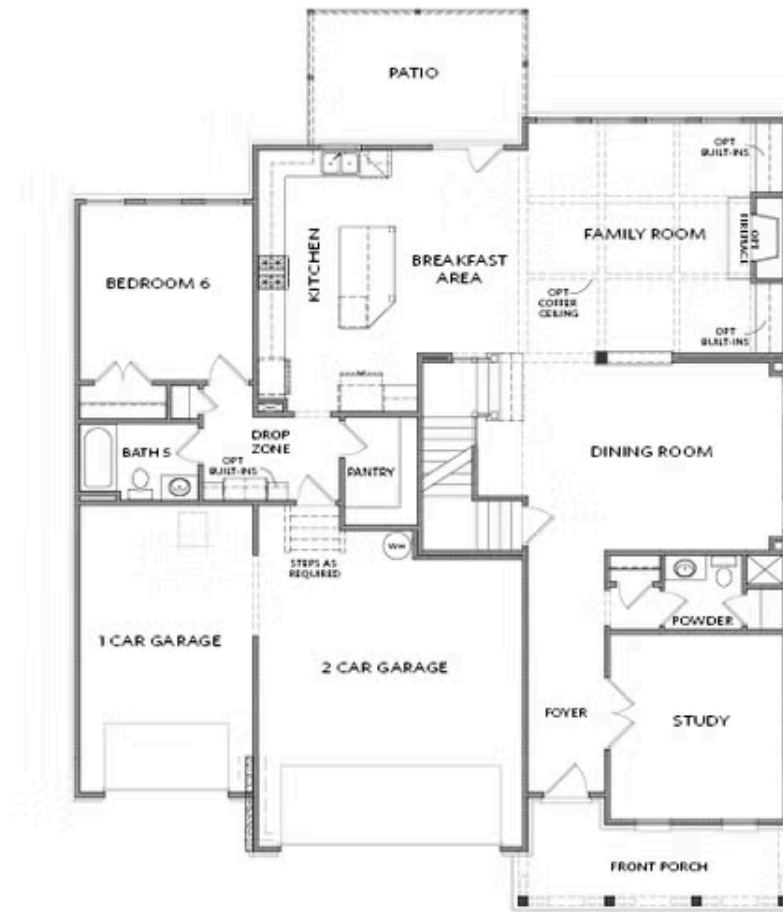 PATIO
OPT
BUILT-INS
KITCHEN
FAMILY ROOM
OPT
FIREPLACE
BREAKFAST
AREA
BEDROOM 6
OPT
COFFER
CEILING
OPT
BUILT-INS
DROP
ZONE
BATH 5
OPT
BUILT-INS
PANTRY
DINING ROOM
WH
STEPS AS
REQUIRED
POWDER
1 CAR GARAGE
2 CAR GARAGE
FOYER
STUDY
FRONT PORCH